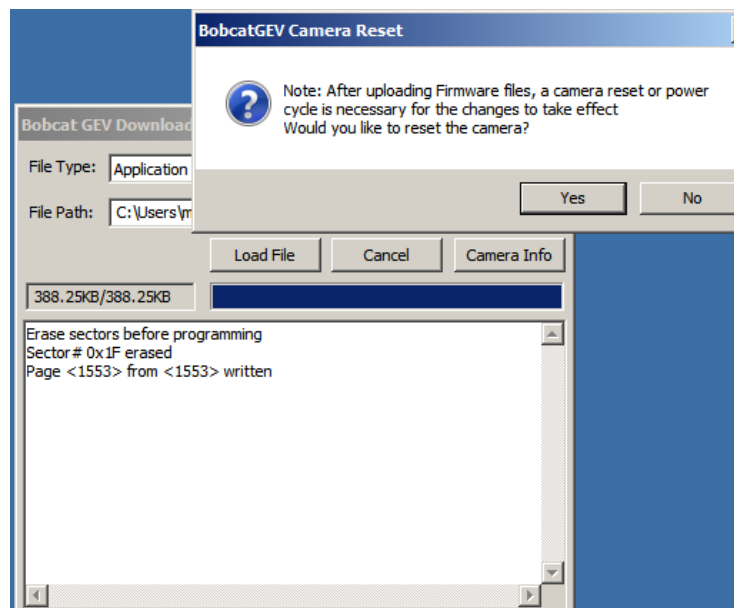 BobcatGEV Camera Reset
Note: After uploading Firmware files, a camera reset or power
cycle is necessary for the changes to take effect
Would you like to reset the camera?
Yes
No
Bobcat GEV Download
File Type:
Application
File Path:
C:\Users\m
Load File
Cancel
Camera Info
388.25KB/388.25KB
Erase sectors before programming
Sector# 0x1F erased
Page <1553> from <1553> written